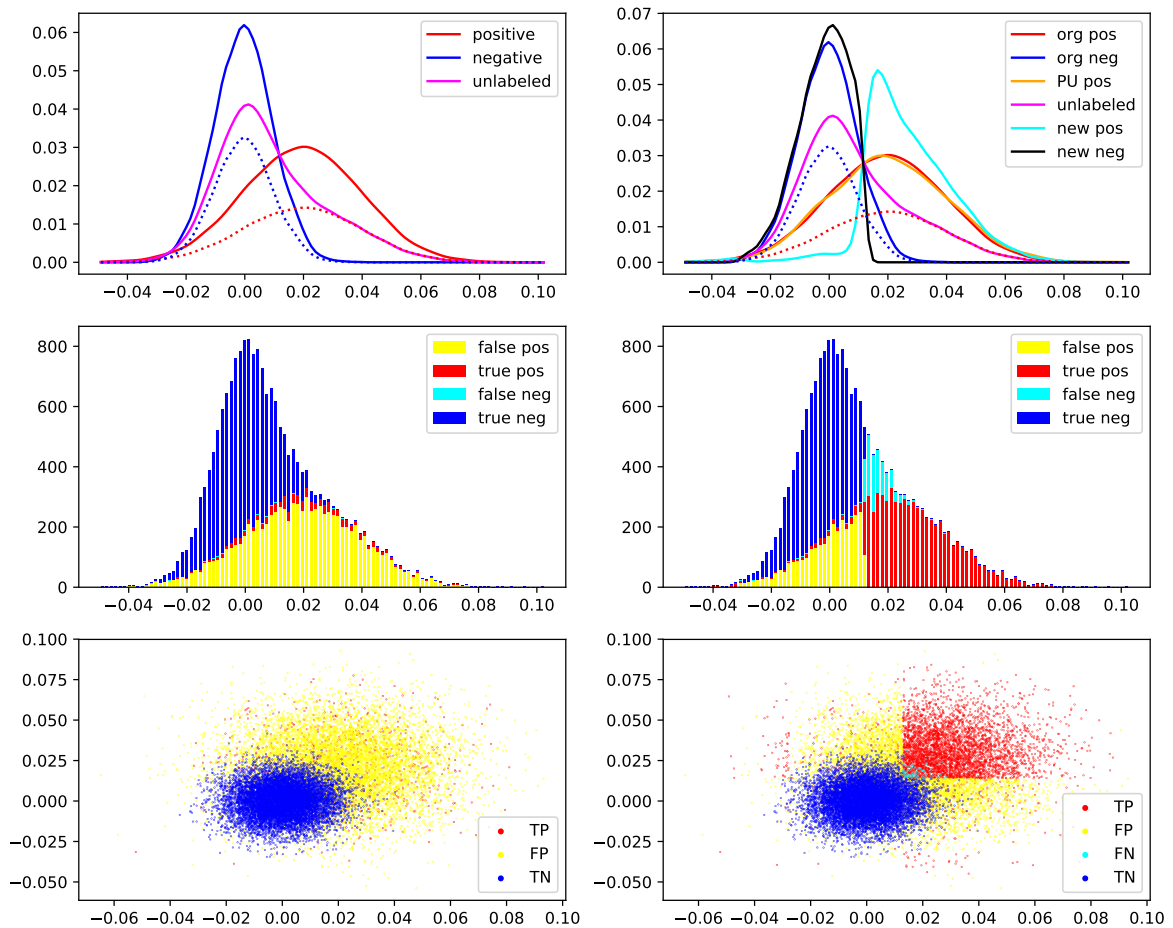 0.06
0.05
0.04
0.03
0.02
0.01
0.00
−0.04 −0.02 0.00 0.02 0.04 0.06 0.08 0.10
positive
negative
unlabeled
0.07
0.06
0.05
0.04
0.03
0.02
0.01
0.00
−0.04 −0.02 0.00 0.02 0.04 0.06 0.08 0.10
org pos
org neg
PU pos
unlabeled
new pos
new neg
800
600
400
200
0
−0.04 −0.02 0.00 0.02 0.04 0.06 0.08 0.10
false pos
true pos
false neg
true neg
800
600
400
200
0
−0.04 −0.02 0.00 0.02 0.04 0.06 0.08 0.10
false pos
true pos
false neg
true neg
0.100
0.075
0.050
0.025
0.000
−0.025
−0.050
−0.06 −0.04 −0.02 0.00 0.02 0.04 0.06 0.08 0.10
TP
FP
TN
0.100
0.075
0.050
0.025
0.000
−0.025
−0.050
−0.06 −0.04 −0.02 0.00 0.02 0.04 0.06 0.08 0.10
TP
FP
FN
TN